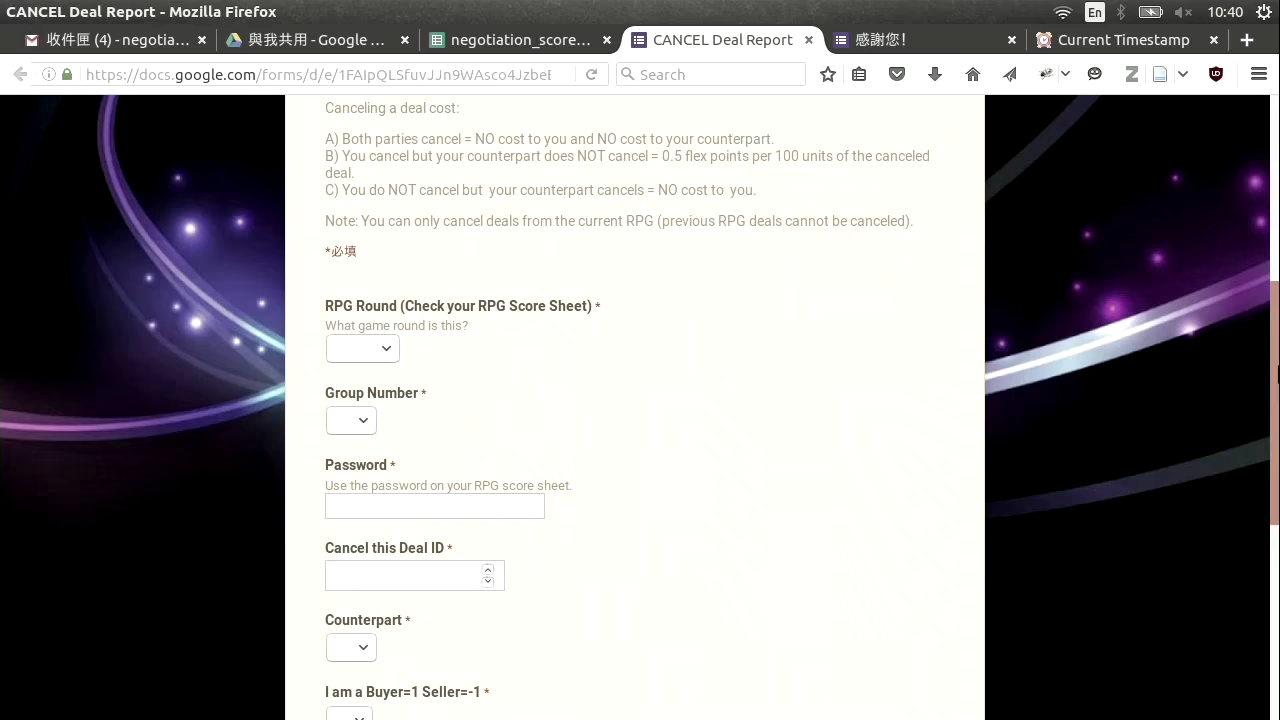 CANCEL Deal Report - Mozilla Firefox
En
10:40
收件匣 (4) - negotia...
與我共用 - Google ...
negotiation_score...
CANCEL Deal Report
感謝您!
Current Timestamp
https://docs.google.com/forms/d/e/1FAIpQLSfuvJJn9WAsco4JzbeE
Search
Canceling a deal cost:
A) Both parties cancel = NO cost to you and NO cost to your counterpart.
B) You cancel but your counterpart does NOT cancel = 0.5 flex points per 100 units of the canceled
deal.
C) You do NOT cancel but your counterpart cancels = NO cost to you.
Note: You can only cancel deals from the current RPG (previous RPG deals cannot be canceled).
*必填
RPG Round (Check your RPG Score Sheet) *
What game round is this?
Group Number *
Password *
Use the password on your RPG score sheet.
Cancel this Deal ID *
Counterpart *
I am a Buyer=1 Seller=-1 *